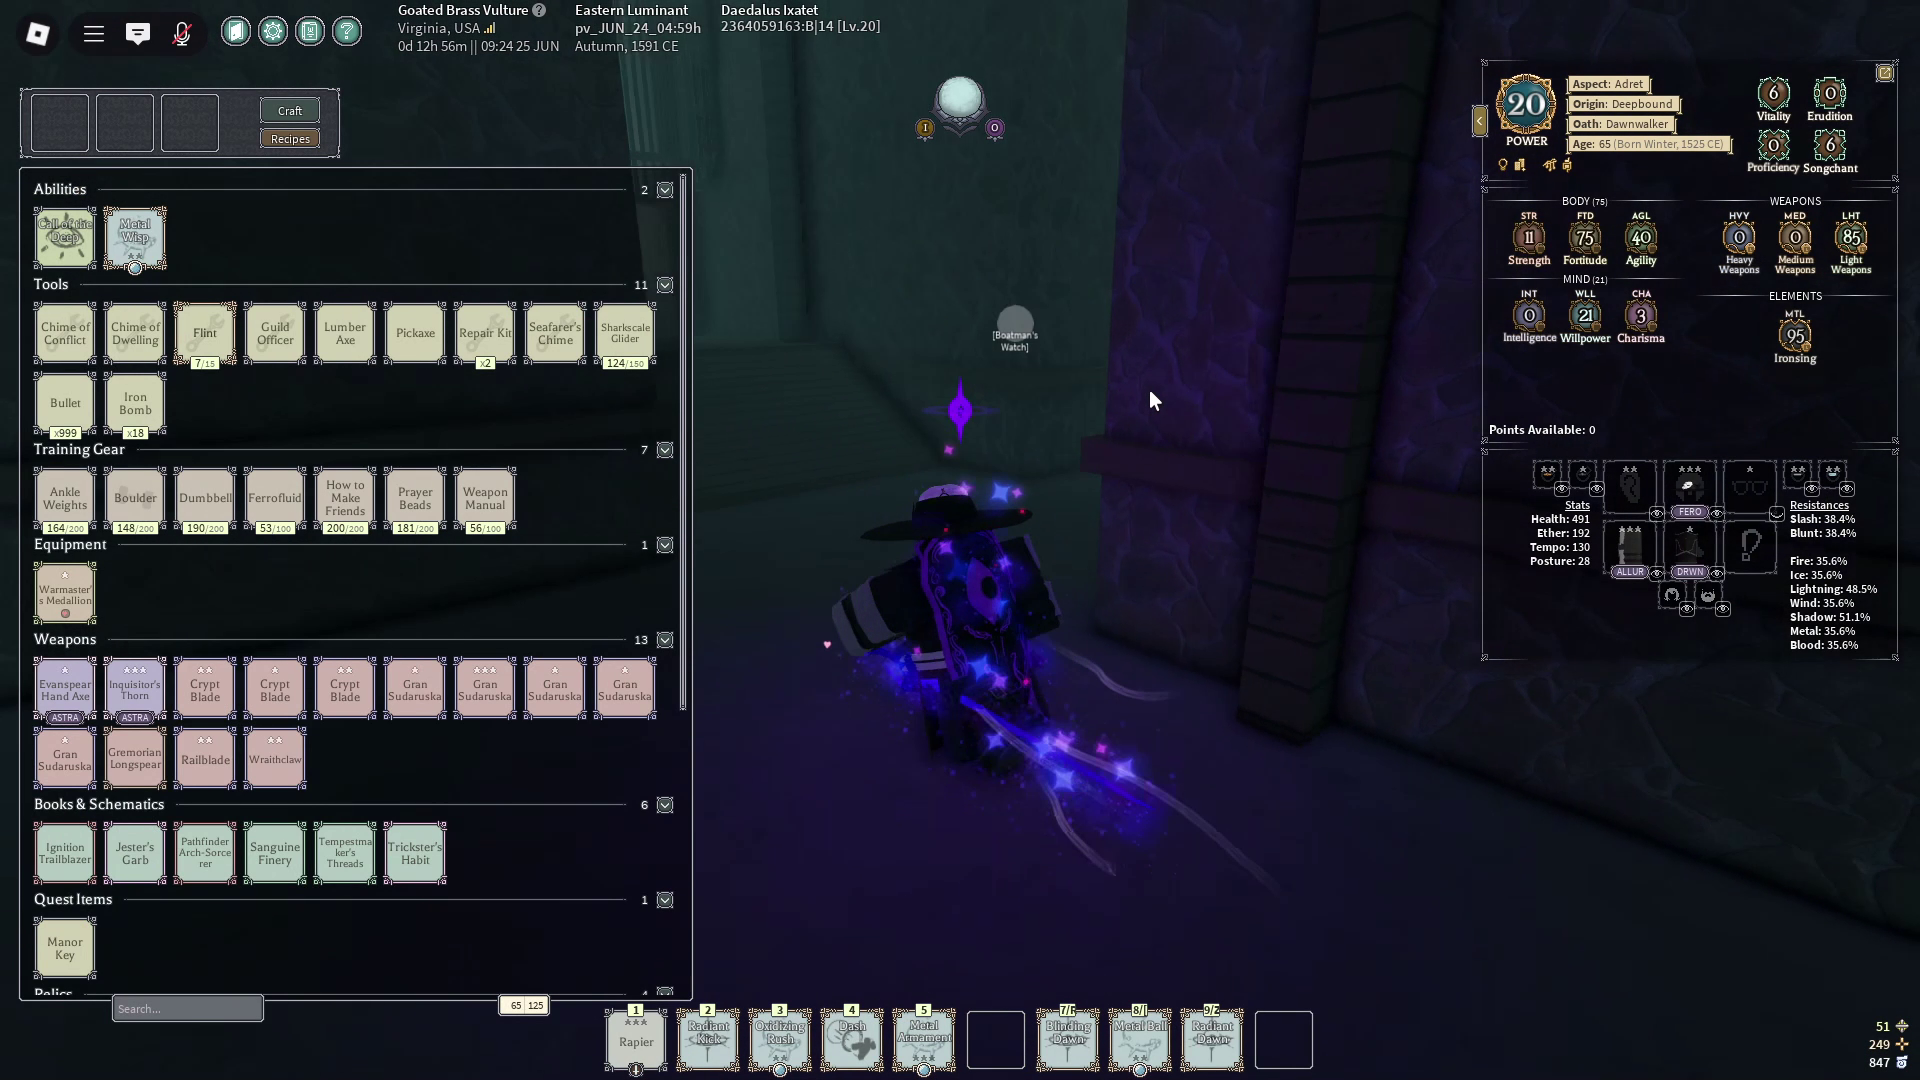 Goated Brass Vulture ?
Virginia, USA
0d 12h 56m || 09:24 25 JUN
Eastern Luminant
pv_JUN_24_04:59h
Autumn, 1591 CE
Daedalus Ixatet
2364059163:B|14 [Lv.20]
Craft
Recipes
Abilities 2
Call of the Deep
Metal Wisp
Tools 11
Chime of Conflict
Chime of Dwelling
Flint
7/15
Guild Officer
Lumber Axe
Pickaxe
Repair Kit
x2
Seafarer's Chime
Sharkscale Glider
124/150
Bullet
x999
Iron Bomb
x18
Training Gear 7
Ankle Weights
164/200
Boulder
148/200
Dumbbell
190/200
Ferrofluid
53/100
How to Make Friends
200/200
Prayer Beads
181/200
Weapon Manual
56/100
Equipment 1
Warmaster's Medallion
Weapons 13
Evanspear Hand Axe
ASTRA
Inquisitor's Thorn
ASTRA
Crypt Blade
Crypt Blade
Crypt Blade
Gran Sudaruska
Gran Sudaruska
Gran Sudaruska
Gran Sudaruska
Gran Sudaruska
Gremorian Longspear
Railblade
Wraithclaw
Books & Schematics 6
Ignition Trailblazer
Jester's Garb
Pathfinder Arch-Sorcerer
Sanguine Finery
Tempestmaker's Threads
Trickster's Habit
Quest Items 1
Manor Key
Relics 4
Search...
65 125
I
O
[Boatman's Watch]
1
Rapier
2
Radiant Kick
3
Oxidizing Rush
4
Dash
5
Metal Armament
Blinding Dawn
Metal Ball
9/Z
Radiant Dawn
20
POWER
Aspect: Adret
Origin: Deepbound
Oath: Dawnwalker
Age: 65 (Born Winter, 1525 CE)
6
Vitality
0
Erudition
0
Proficiency
6
Songchant
BODY (75)
STR
11
Strength
FTD
75
Fortitude
AGL
40
Agility
WEAPONS
HVY
0
Heavy Weapons
MED
0
Medium Weapons
LHT
85
Light Weapons
MIND (21)
INT
0
Intelligence
WLL
21
Willpower
CHA
3
Charisma
ELEMENTS
MTL
95
Ironsing
Points Available: 0
FERO
ALLUR
DRWN
Stats
Health: 491
Ether: 192
Tempo: 130
Posture: 28
Resistances
Slash: 38.4%
Blunt: 38.4%
Fire: 35.6%
Ice: 35.6%
Lightning: 48.5%
Wind: 35.6%
Shadow: 51.1%
Metal: 35.6%
Blood: 35.6%
51
249
847